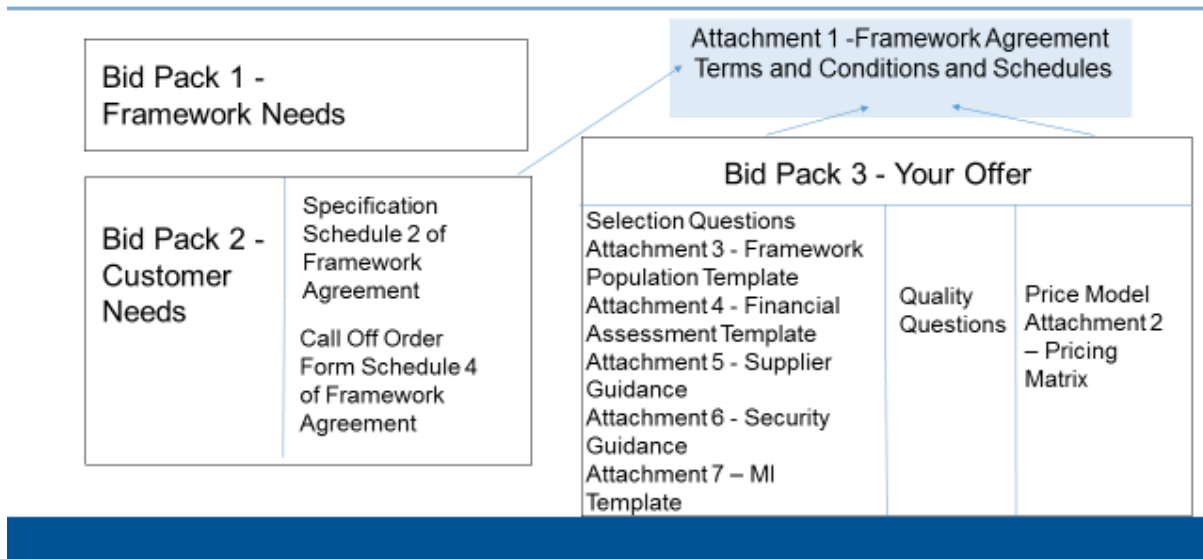 Bid Pack 1 -
Framework Needs
Bid Pack 2 -
Customer
Needs
Specification
Schedule 2 of
Framework
Agreement
Call Off Order
Form Schedule 4
of Framework
Agreement
Attachment 1 -Framework Agreement
Terms and Conditions and Schedules
Bid Pack 3 - Your Offer
Selection Questions
Attachment 3 - Framework
Population Template
Attachment 4 - Financial
Assessment Template
Attachment 5 - Supplier
Guidance
Attachment 6 - Security
Guidance
Attachment 7 – MI
Template
Quality
Questions
Price Model
Attachment 2
– Pricing
Matrix